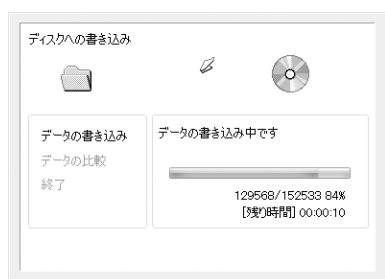 ディスクへの書き込み
データの書き込み
データの比較
終了
データの書き込み中です
129568/152533 84%
[残り時間] 00:00:10